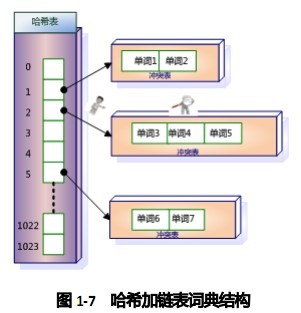 哈希表
0
1
2
3
4
5
1022
1023
单词1 单词2
冲突表
单词3 单词4 单词5
冲突表
单词6 单词7
冲突表
图 1-7 哈希加链表词典结构